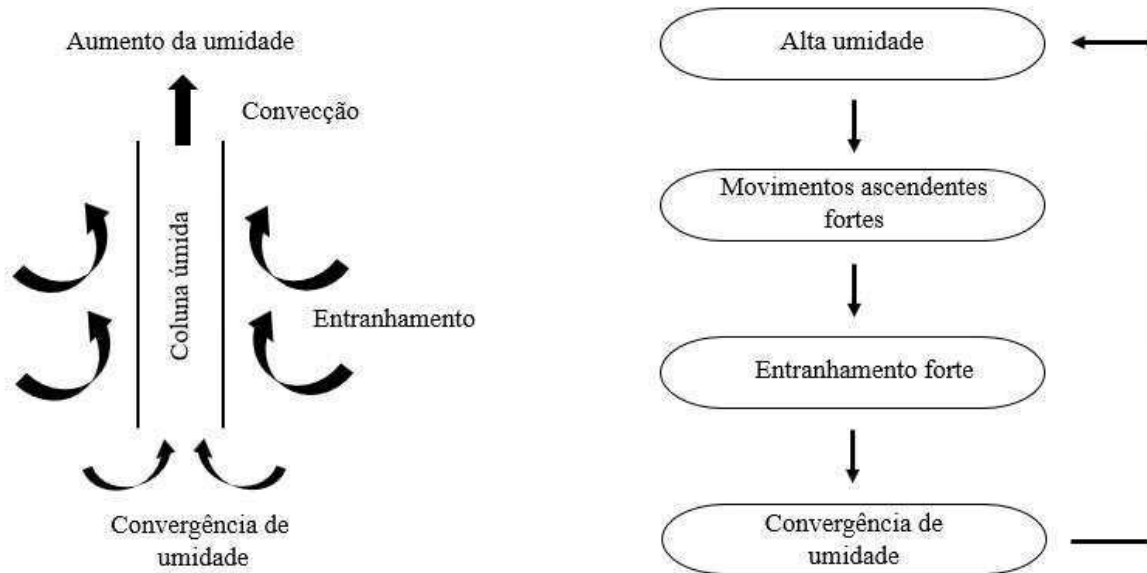 Aumento da umidade
Convecção
Coluna úmida
Entranhamento
Convergência de
umidade
Alta umidade
Movimentos ascendentes
fortes
Entranhamento forte
Convergência de
umidade